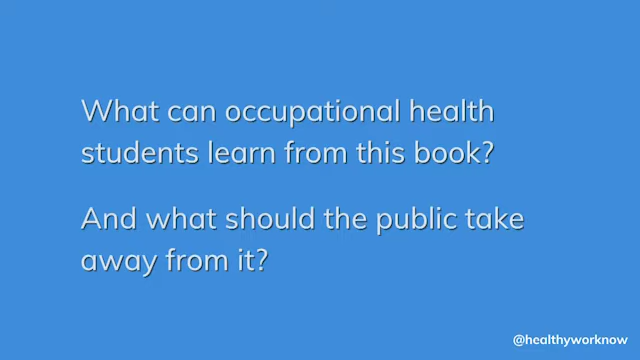 What can occupational health
students learn from this book?
And what should the public take
away from it?
@healthyworknow